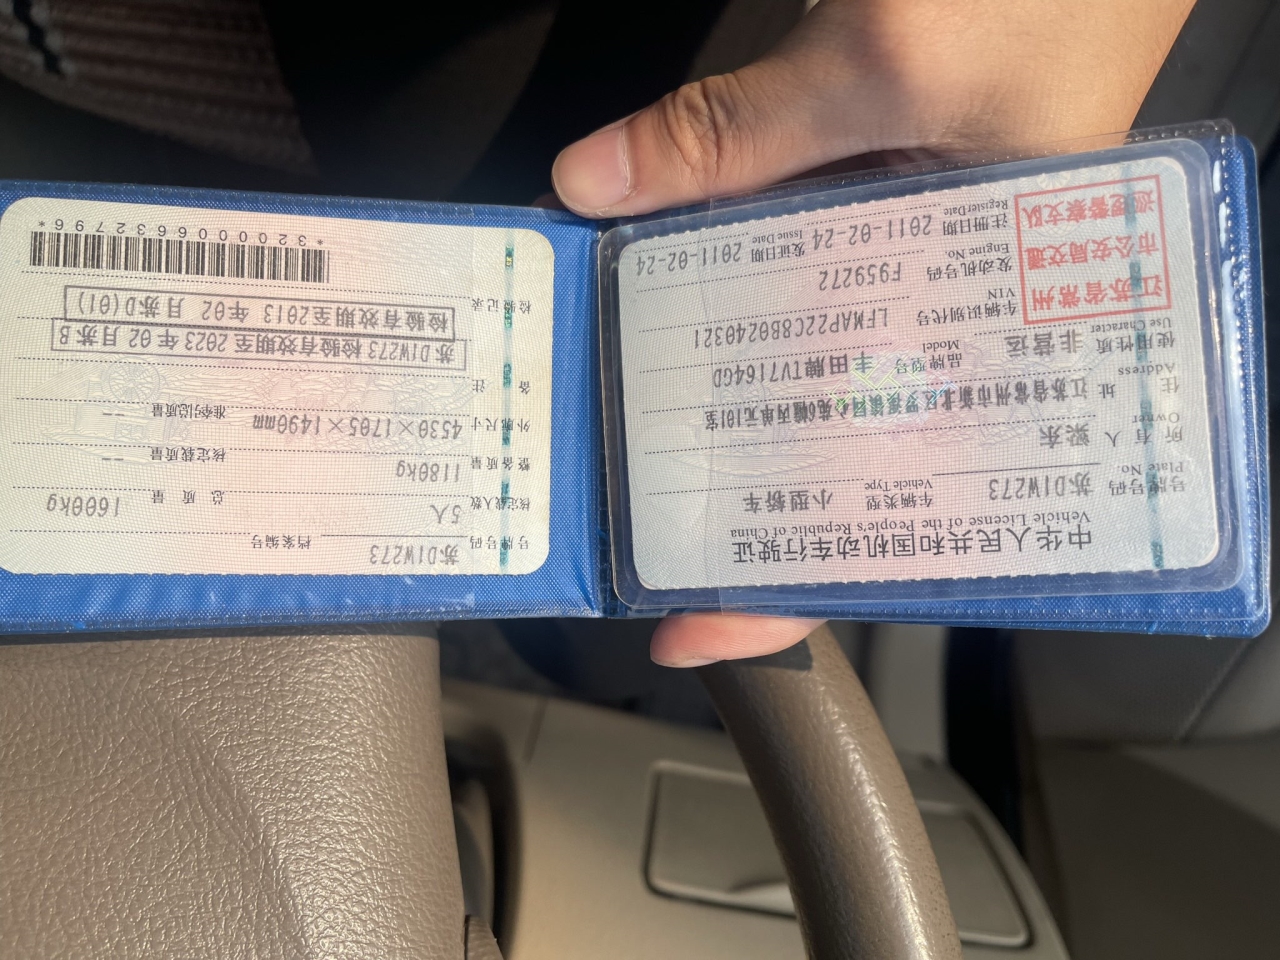 中华人民共和国机动车行驶证
Vehicle License of the People's Republic of China
号牌号码 苏D1W273 车辆类型 小型轿车
Plate No. Vehicle Type
所有人 梁东
Owner
住址 江苏省常州市新北区罗溪镇
Address
使用性质 非营运 品牌型号 丰田牌TV7164GD
Use Character Model
江苏省常州
市公安局交通
巡逻警察支队
车辆识别代号 LFMAP22C8B0240321
VIN
发动机号码 F959272
Engine No.
注册日期 2011-02-24 发证日期 2011-02-24
Register Date Issue Date
号牌号码 苏D1W273 档案编号
核定载人数 5人 总质量 1600kg
整备质量 1180kg 核定载质量 --
外廓尺寸 4530×1705×1490mm 准牵引总质量 --
备注
苏D1W273 检验有效期至2023年02月苏B
检验记录 检验有效期至2013年02月苏D(01)
*3200066632796*